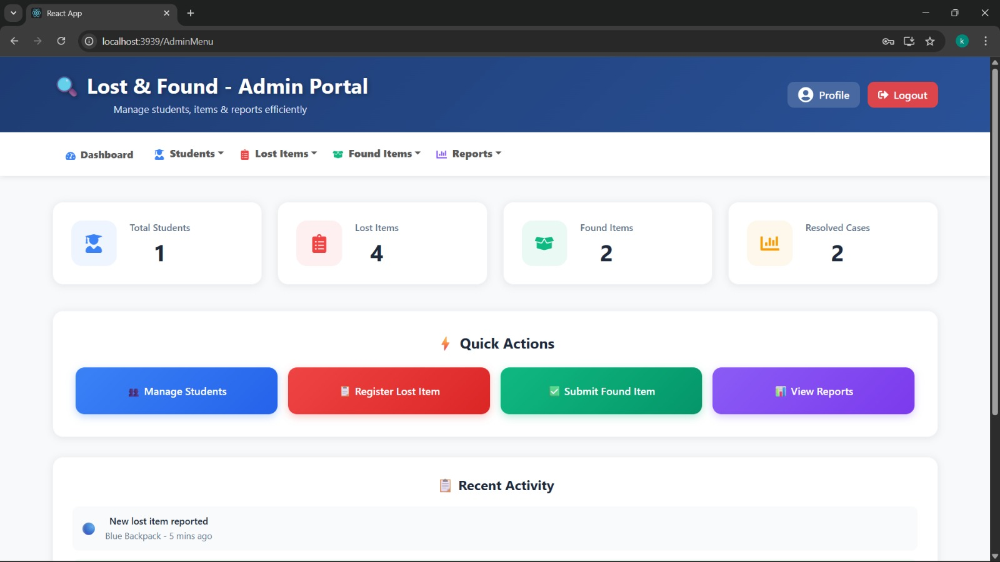 React App
localhost:3939/AdminMenu
k
Lost & Found - Admin Portal
Manage students, items & reports efficiently
Profile
Logout
Dashboard
Students
Lost Items
Found Items
Reports
Total Students
1
Lost Items
4
Found Items
2
Resolved Cases
2
Quick Actions
Manage Students
Register Lost Item
Submit Found Item
View Reports
Recent Activity
New lost item reported
Blue Backpack - 5 mins ago